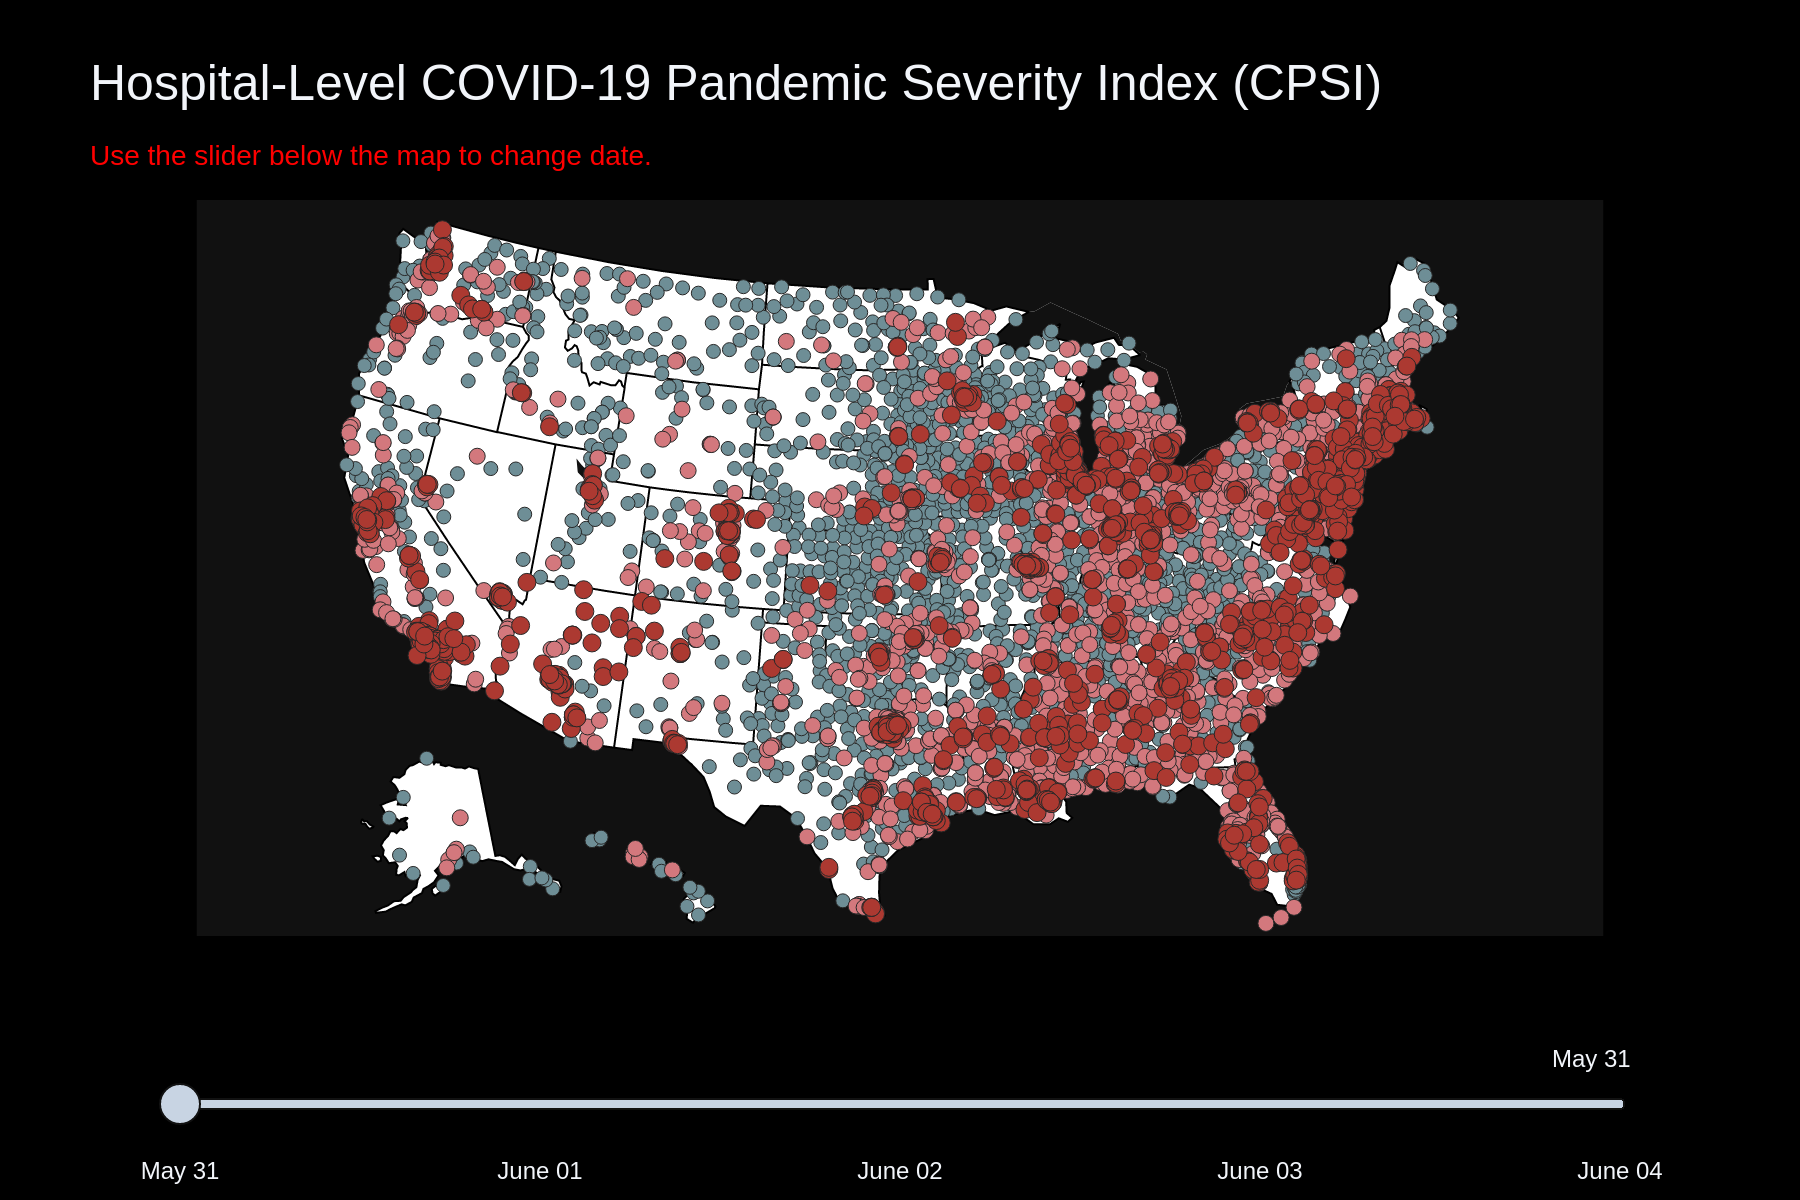 Hospital-Level COVID-19 Pandemic Severity Index (CPSI)
Use the slider below the map to change date.
May 31
May 31
June 01
June 02
June 03
June 04